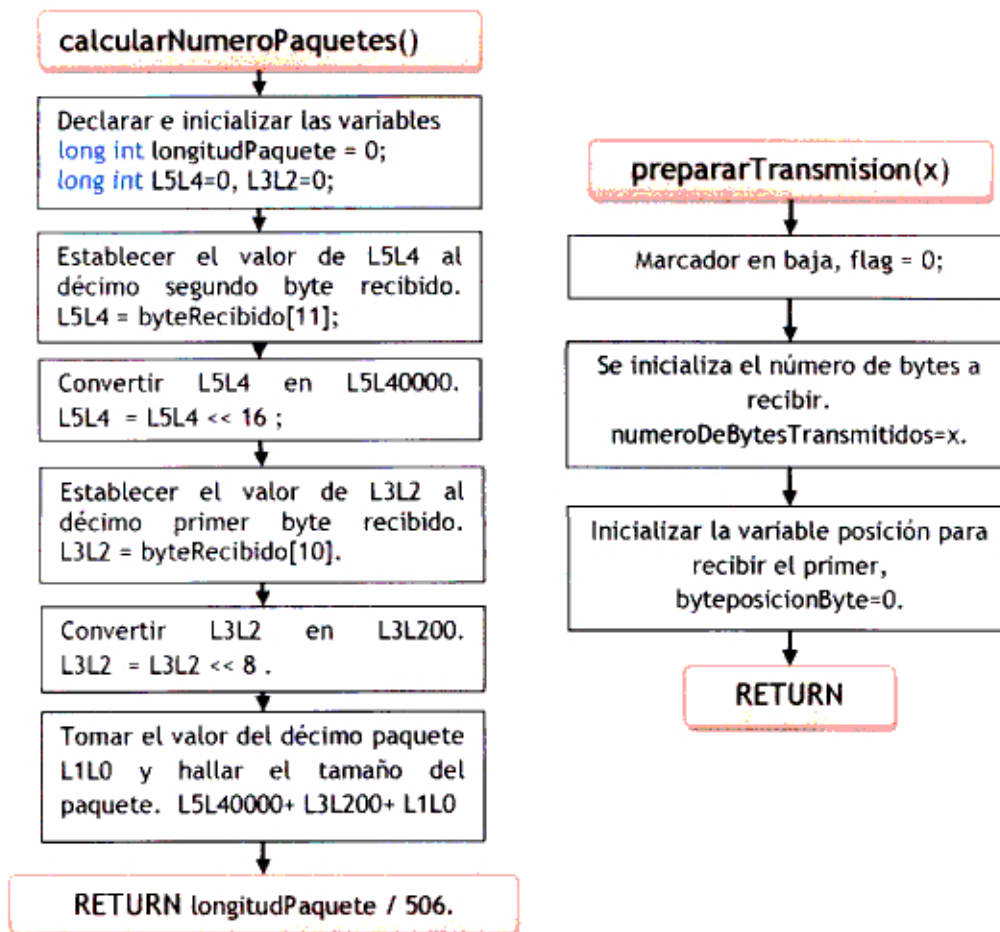 calcularNumeroPaquetes()
Declarar e inicializar las variables
long int longitudPaquete = 0;
long int L5L4=0, L3L2=0;
Establecer el valor de L5L4 al
décimo segundo byte recibido.
L5L4 = byteRecibido[11];
Convertir L5L4 en L5L40000.
L5L4 = L5L4 << 16 ;
Establecer el valor de L3L2 al
décimo primer byte recibido.
L3L2 = byteRecibido[10].
Convertir L3L2 en L3L200.
L3L2 = L3L2 << 8 .
Tomar el valor del décimo paquete
L1L0 y hallar el tamaño del
paquete. L5L40000+ L3L200+ L1L0
RETURN longitudPaquete / 506.
prepararTransmision(x)
Marcador en baja, flag = 0;
Se inicializa el número de bytes a
recibir.
numeroDeBytesTransmitidos=x.
Inicializar la variable posición para
recibir el primer,
byteposicionByte=0.
RETURN